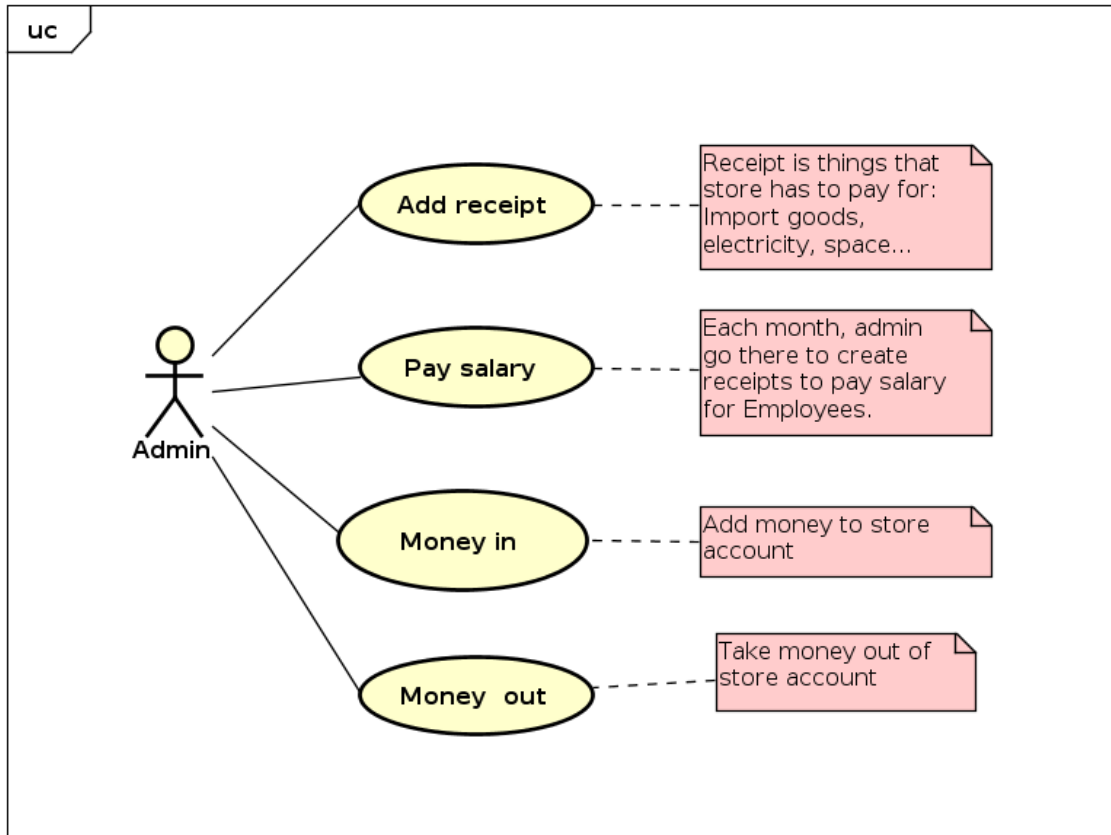 uc
Add receipt
Receipt is things that
store has to pay for:
Import goods,
electricity, space...
Pay salary
Each month, admin
go there to create
receipts to pay salary
for Employees.
Admin
Money in
Add money to store
account
Money  out
Take money out of
store account